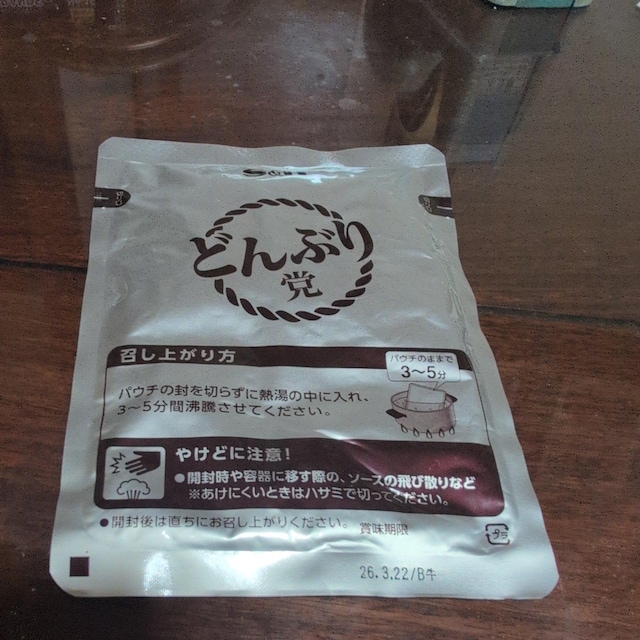 S&B
どんぶり
党
召し上がり方
パウチのままで
3〜5分
パウチの封を切らずに熱湯の中に入れ、
3〜5分間沸騰させてください。
やけどに注意!
●開封時や容器に移す際の、ソースの飛び散りなど
※あけにくいときはハサミで切ってください。
●開封後は直ちにお召し上がりください。 賞味期限
プラ
26.3.22/B牛